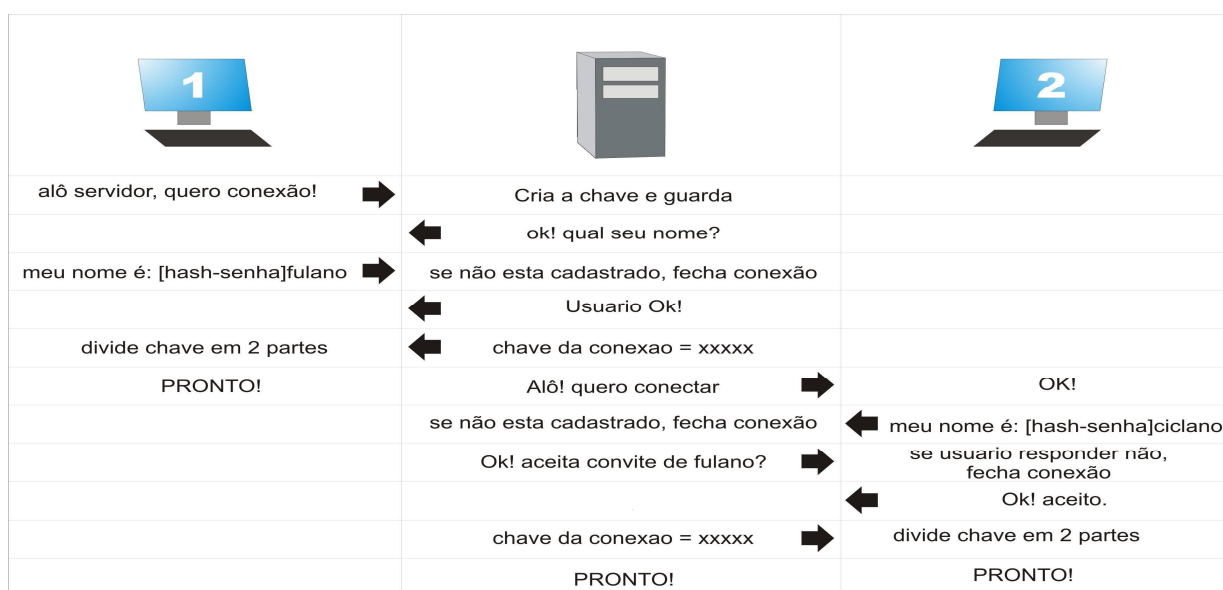 1
2
alô servidor, quero conexão!
Cria a chave e guarda
ok! qual seu nome?
meu nome é: [hash-senha]fulano
se não esta cadastrado, fecha conexão
Usuario Ok!
divide chave em 2 partes
chave da conexao = xxxxx
PRONTO!
Alô! quero conectar
OK!
se não esta cadastrado, fecha conexão
meu nome é: [hash-senha]ciclano
Ok! aceita convite de fulano?
se usuario responder não,
fecha conexão
Ok! aceito.
chave da conexao = xxxxx
divide chave em 2 partes
PRONTO!
PRONTO!